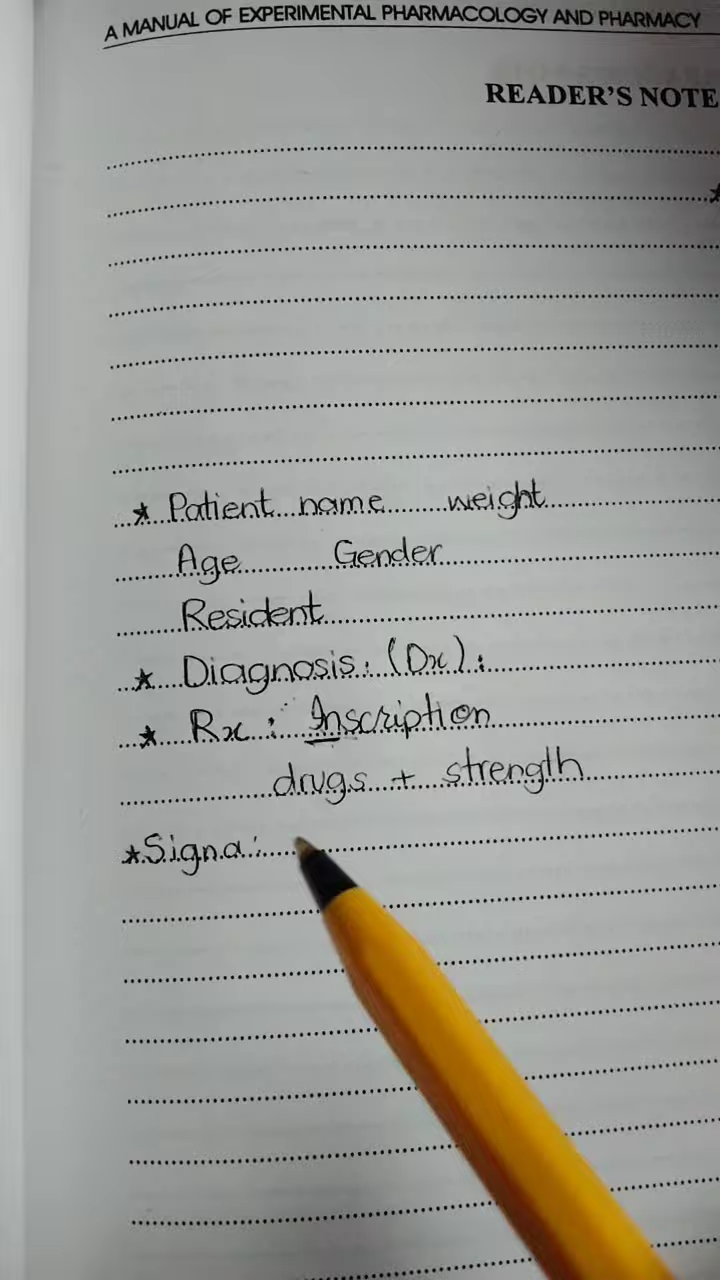 A MANUAL OF EXPERIMENTAL PHARMACOLOGY AND PHARMACY
READER'S NOTE
* Patient name weight
Age Gender
Resident
* Diagnosis: (Dx):
* Rx: Inscription
drugs + strength
* Signa: